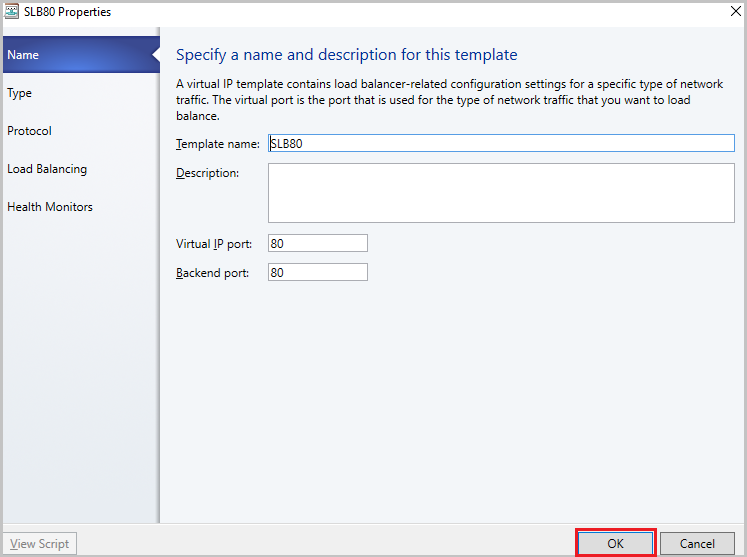 SLB80 Properties
Name
Type
Protocol
Load Balancing
Health Monitors
Specify a name and description for this template
A virtual IP template contains load balancer-related configuration settings for a specific type of network
traffic. The virtual port is the port that is used for the type of network traffic that you want to load
balance.
Template name: SLB80
Description:
Virtual IP port: 80
Backend port: 80
View Script
OK
Cancel